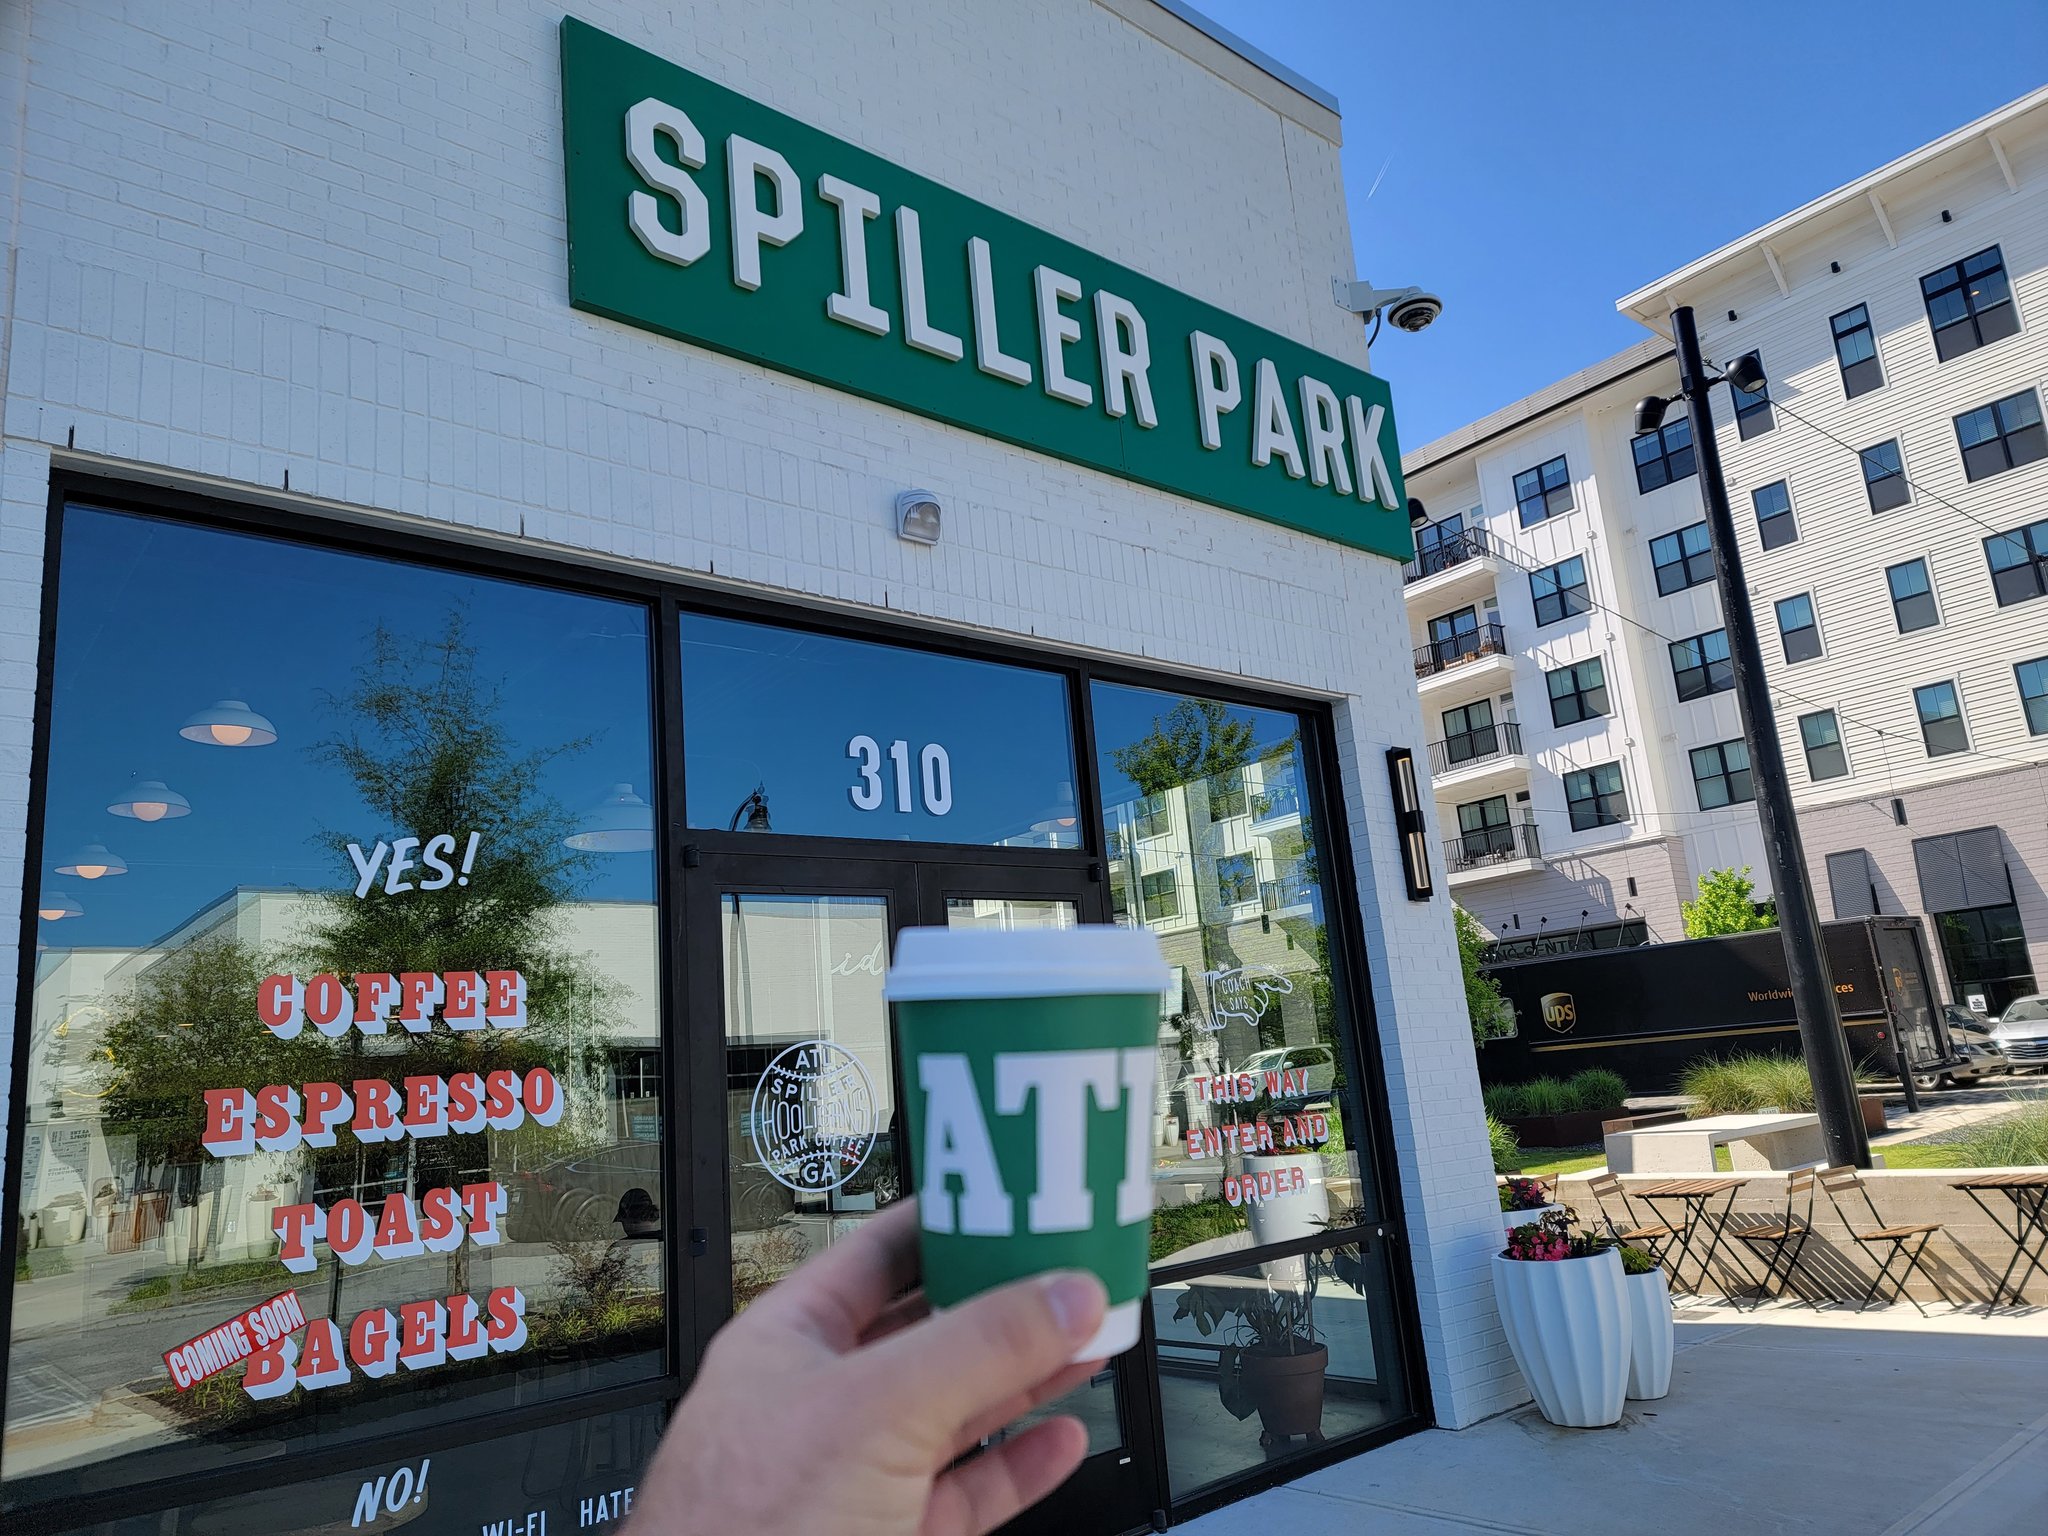 SPILLER PARK
310
YES!
COFFEE
ESPRESSO
TOAST
COMING SOON
BAGELS
NO!
WI-FI HATE
ATL
SPILLER
HOOLIGANS
PARK COFFEE
GA
ATL
COACH
SAYS
THIS WAY
ENTER AND
ORDER
ups